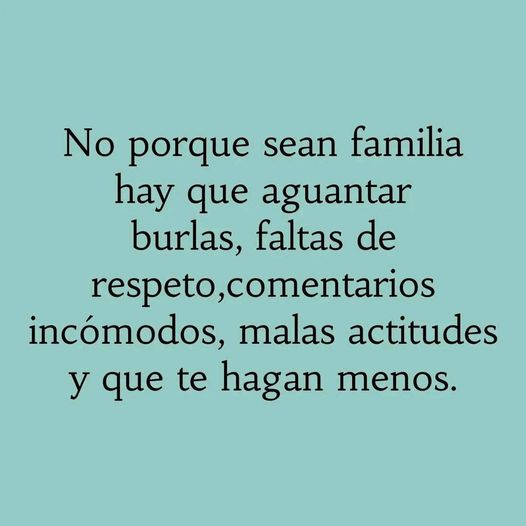 No porque sean familia
hay que aguantar
burlas, faltas de
respeto,comentarios
incómodos, malas actitudes
y que te hagan menos.